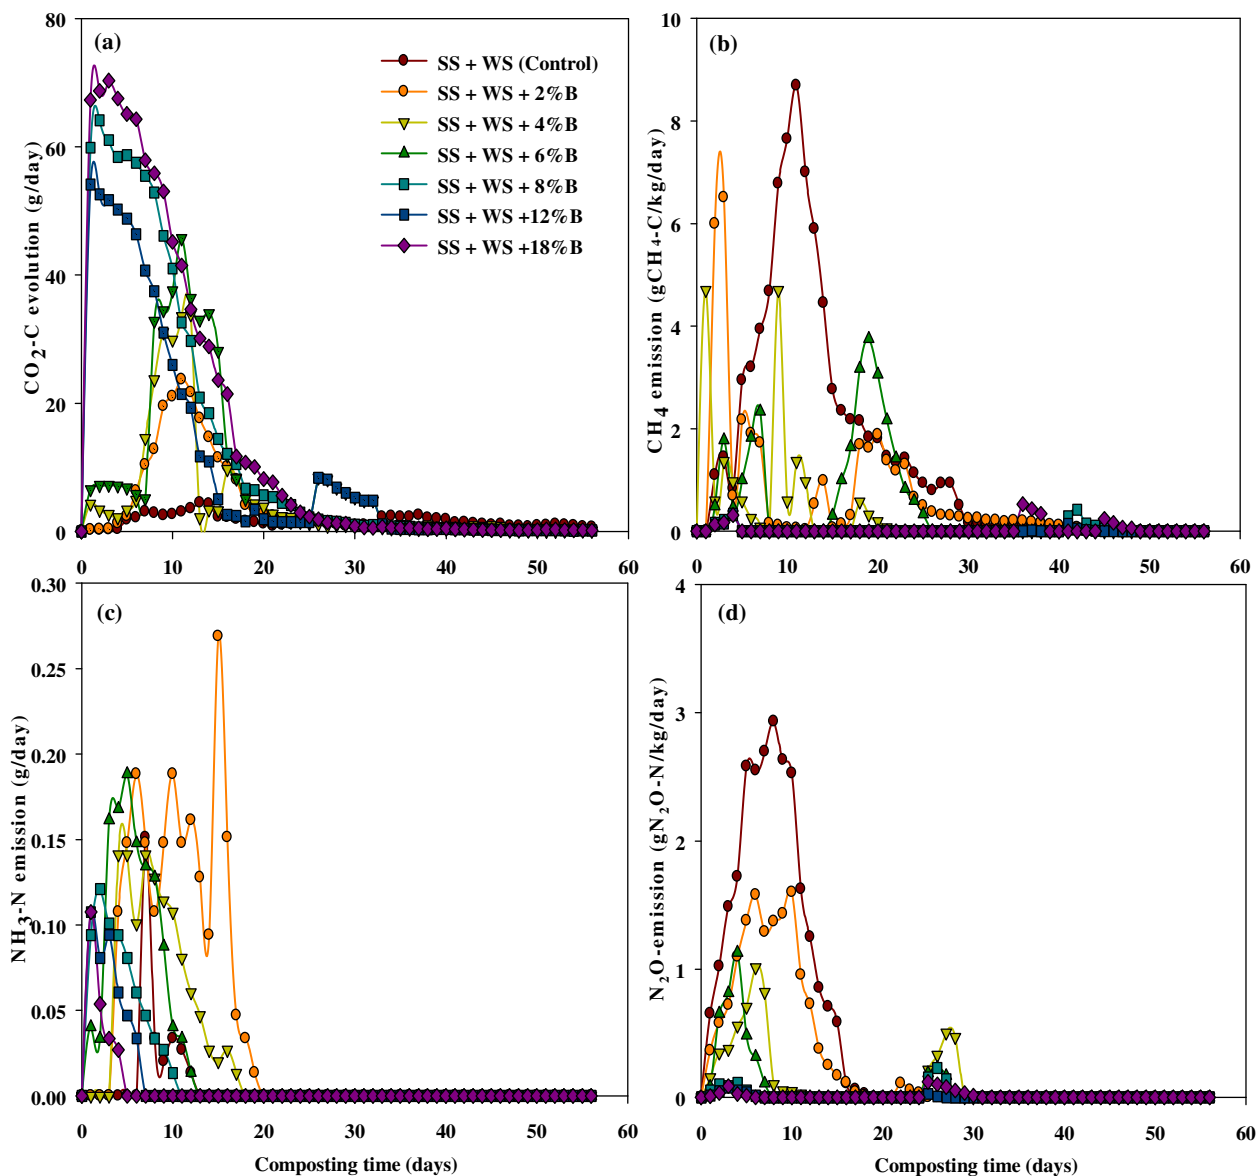 (a)
CO2-C evolution (g/day)
80
60
40
20
0
0 10 20 30 40 50 60
SS + WS (Control)
SS + WS + 2%B
SS + WS + 4%B
SS + WS + 6%B
SS + WS + 8%B
SS + WS +12%B
SS + WS +18%B
(b)
CH4 emission (gCH4-C/kg/day)
10
8
6
4
2
0
0 10 20 30 40 50 60
(c)
NH3-N emission (g/day)
0.30
0.25
0.20
0.15
0.10
0.05
0.00
0 10 20 30 40 50 60
Composting time (days)
(d)
N2O-emission (gN2O-N/kg/day)
4
3
2
1
0
0 10 20 30 40 50 60
Composting time (days)